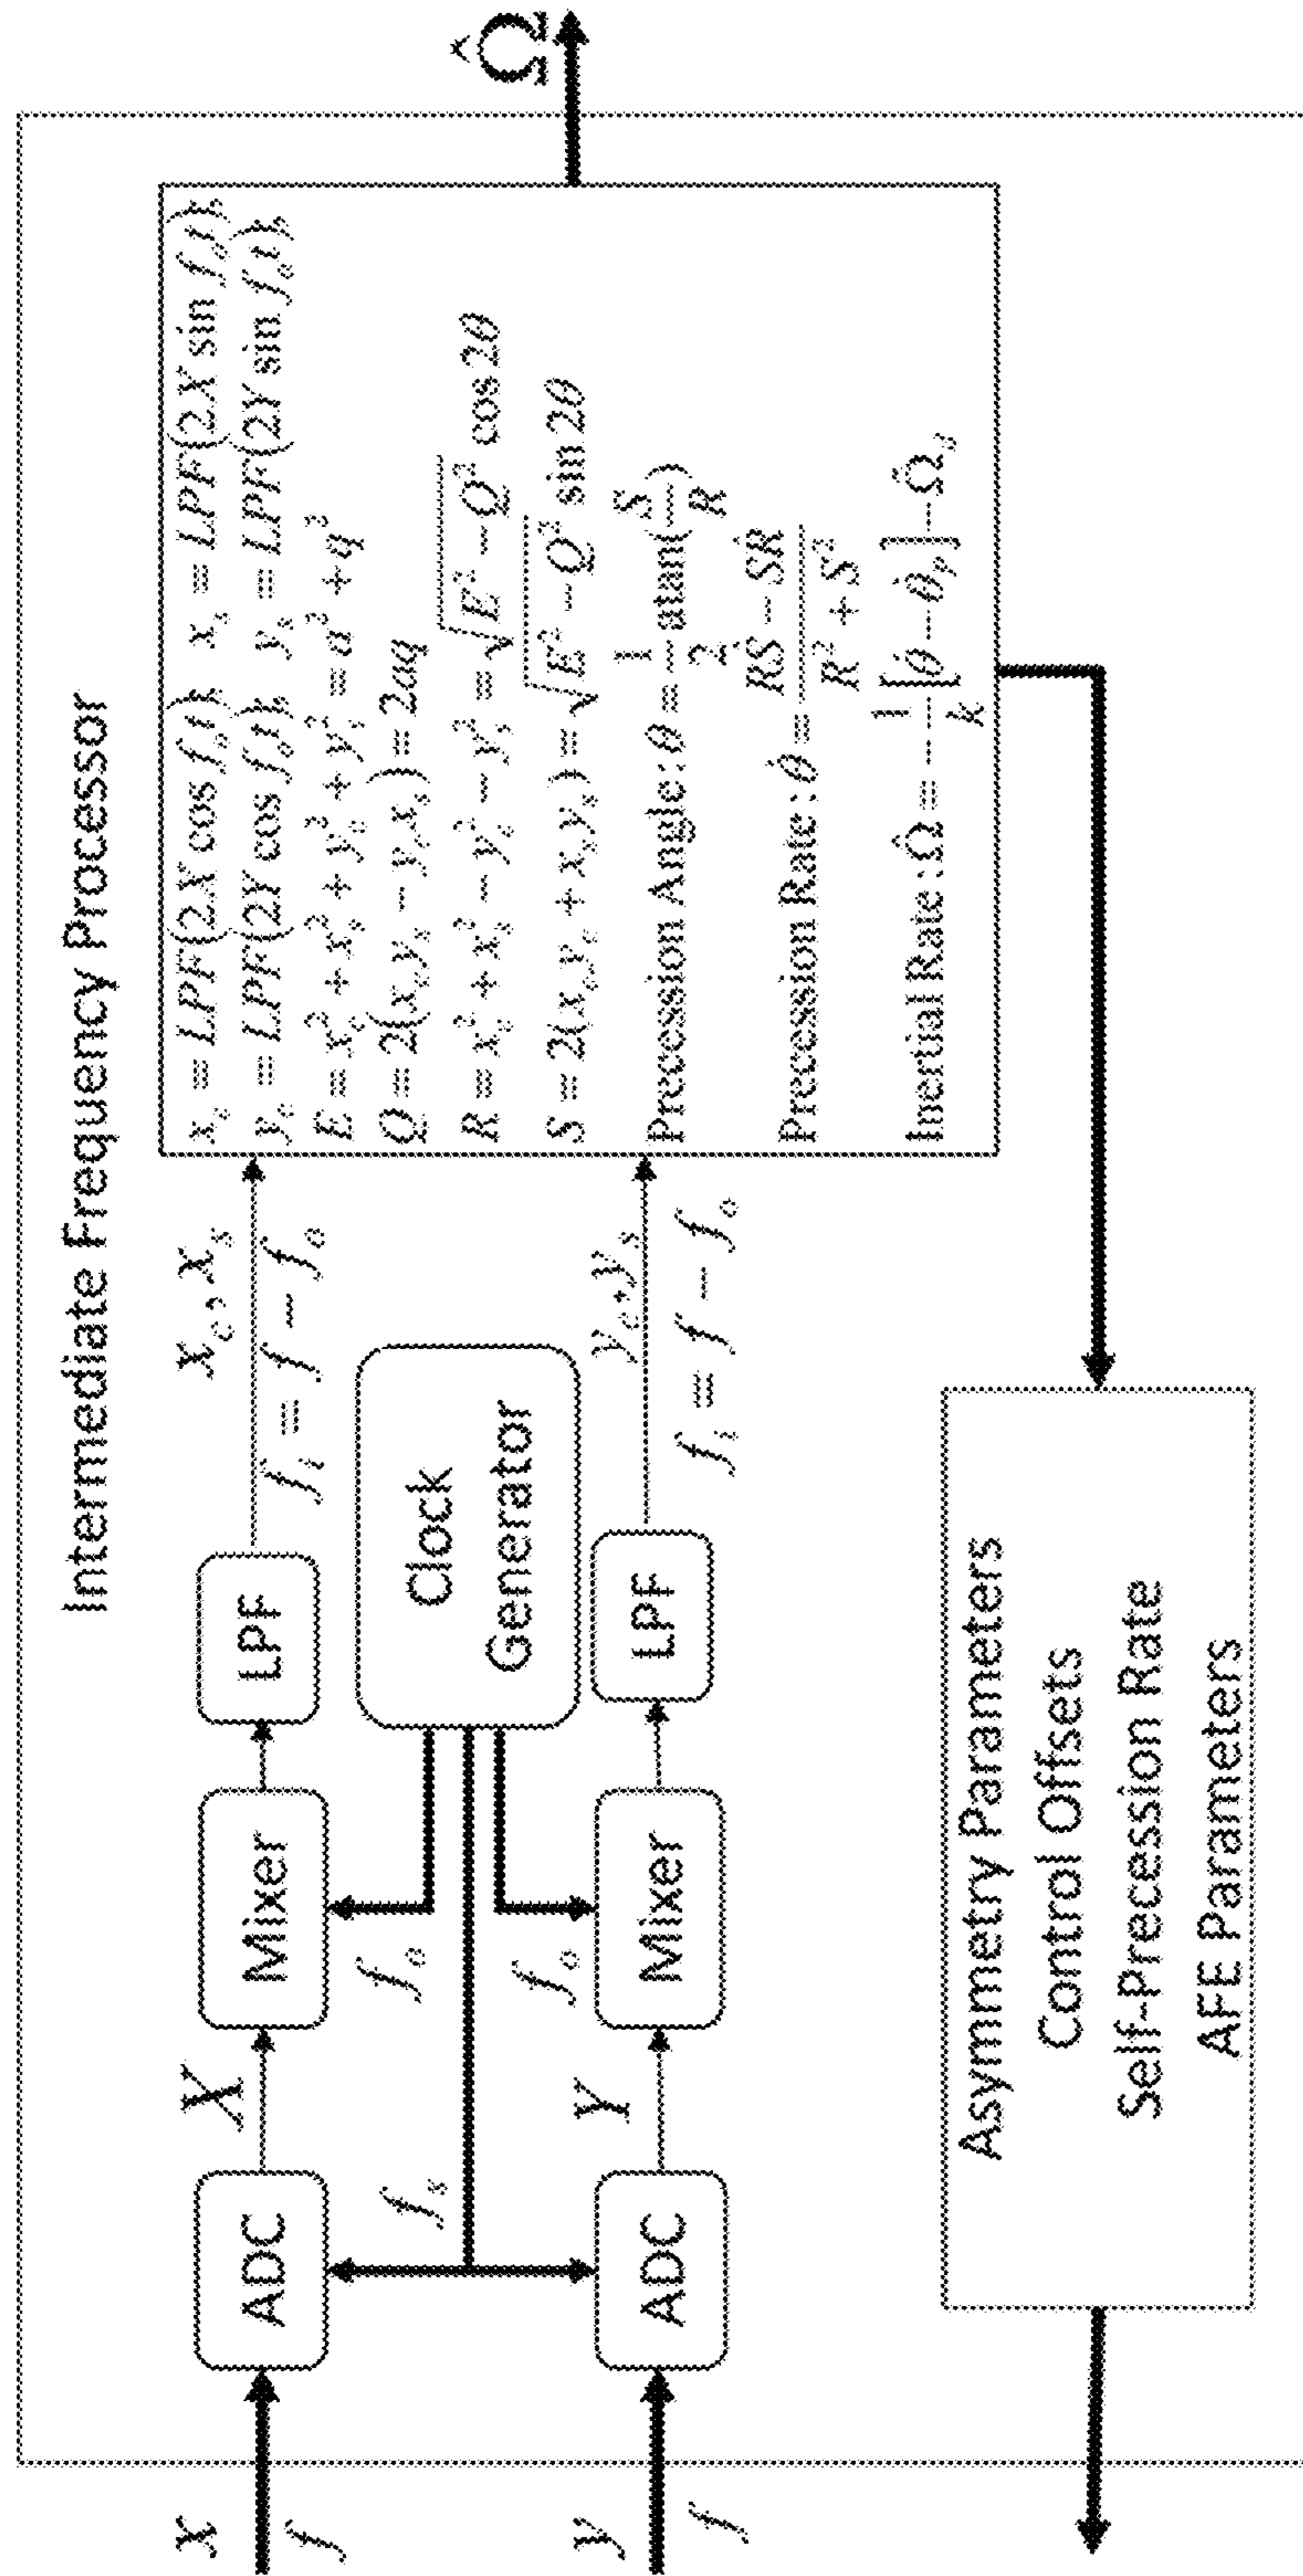 Intermediate Frequency Processor
x
f
ADC
X
Mixer
LPF
x_c, x_s
f_i = f − f_o
f_o
f_s
Clock
Generator
f_o
y
f
ADC
Y
Mixer
LPF
y_c, y_s
f_i = f − f_o
x_c = LPF(2X cos f_o t); x_s = LPF(2X sin f_o t);
y_c = LPF(2Y cos f_o t); y_s = LPF(2Y sin f_o t);
E = x_c² + x_s² + y_c² + y_s² = a² + q²
Q = 2(x_c y_s − y_c x_s) = 2aq
R = x_c² + x_s² − y_c² − y_s² = √(E² − Q²) cos 2θ
S = 2(x_c y_c + x_s y_s) = √(E² − Q²) sin 2θ
Precession Angle: θ = 1/2 atan(S/R)
Precession Rate: θ̇ = (RṠ − SṘ)/(R² + S²)
Inertial Rate: Ω̂ = −1/k [θ̇ − θ̇_p] −
Ω̂
Asymmetry Parameters
Control Offsets
Self-Precession Rate
AFE Parameters